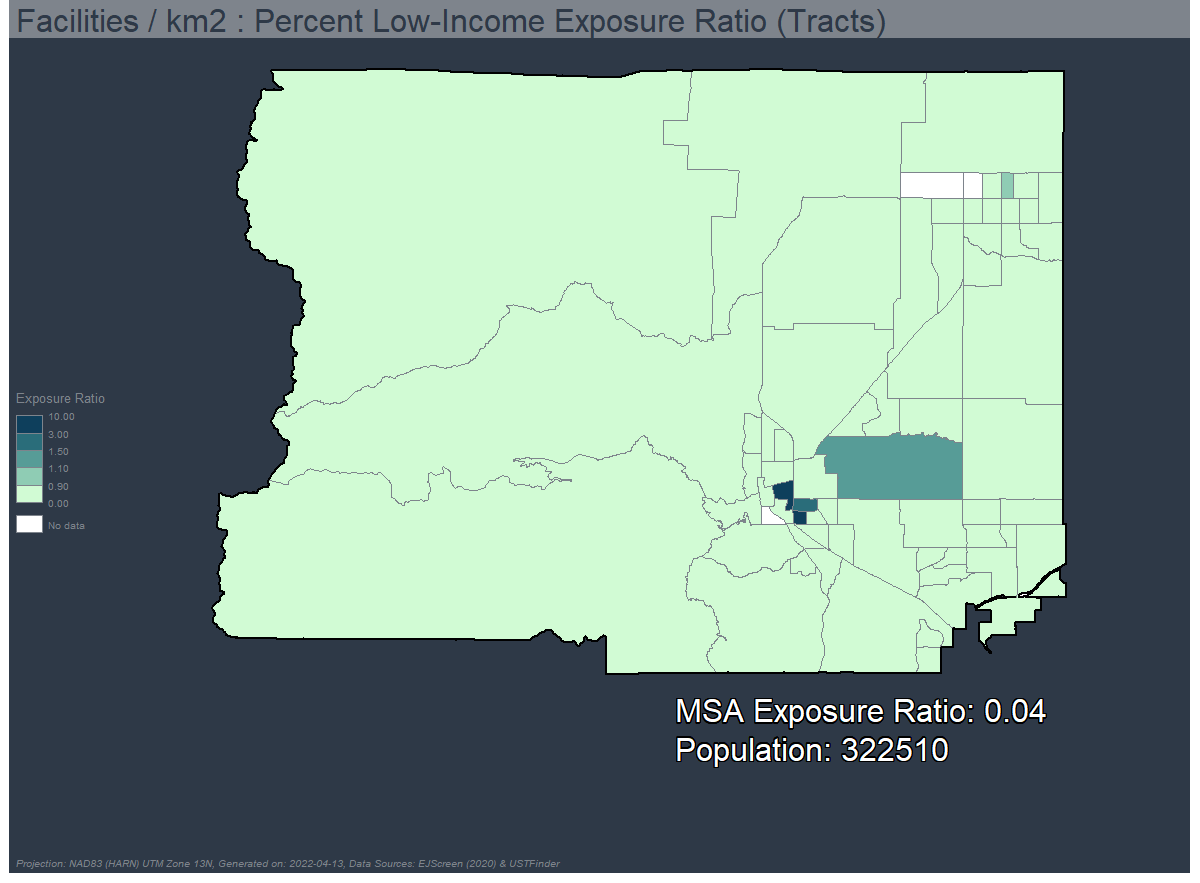 Facilities / km2 : Percent Low-Income Exposure Ratio (Tracts)
Exposure Ratio
10.00
3.00
1.50
1.10
0.90
0.00
No data
MSA Exposure Ratio: 0.04
Population: 322510
Projection: NAD83 (HARN) UTM Zone 13N, Generated on: 2022-04-13, Data Sources: EJScreen (2020) & USTFinder